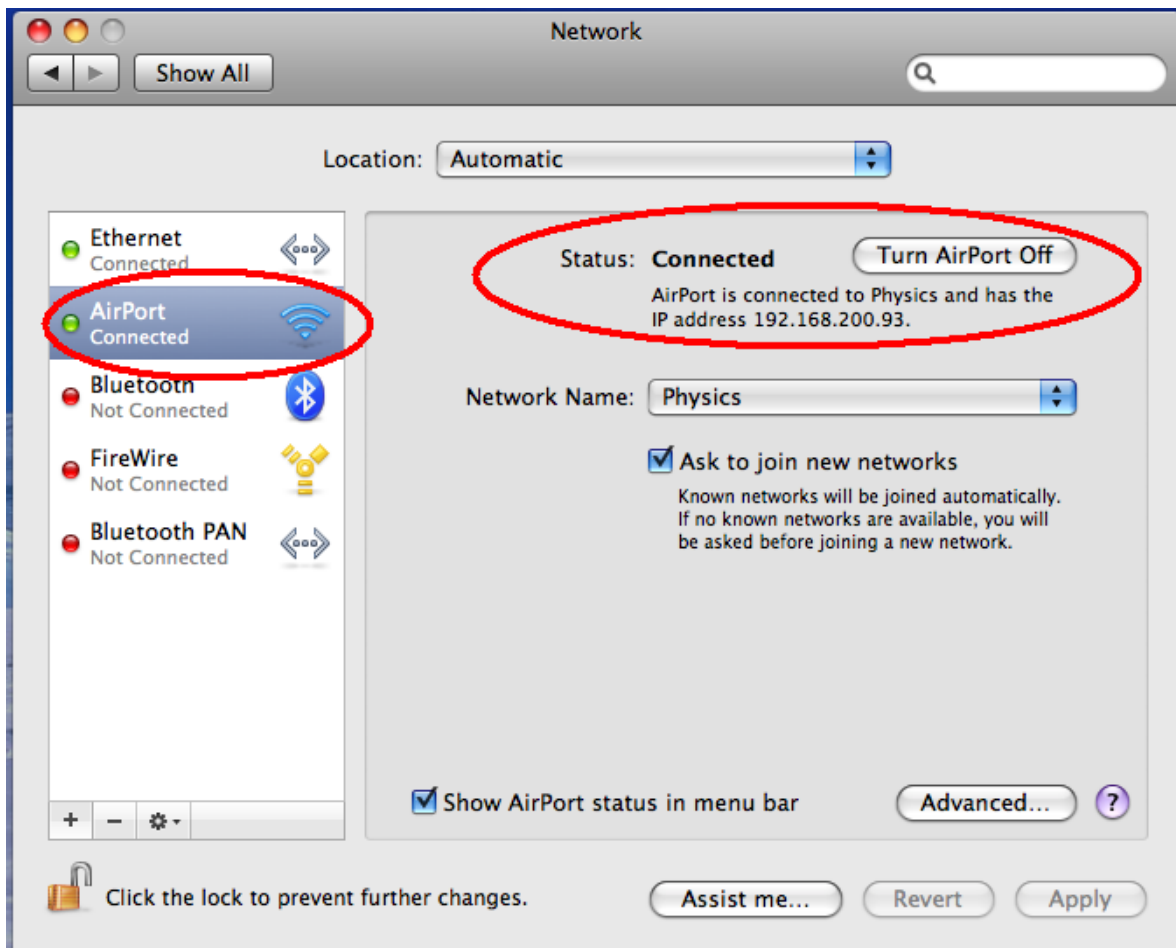 Network
Show All
Location: Automatic
Ethernet
Connected
AirPort
Connected
Bluetooth
Not Connected
FireWire
Not Connected
Bluetooth PAN
Not Connected
Status: Connected Turn AirPort Off
AirPort is connected to Physics and has the
IP address 192.168.200.93.
Network Name: Physics
Ask to join new networks
Known networks will be joined automatically.
If no known networks are available, you will
be asked before joining a new network.
Show AirPort status in menu bar Advanced... ?
Click the lock to prevent further changes. Assist me... Revert Apply